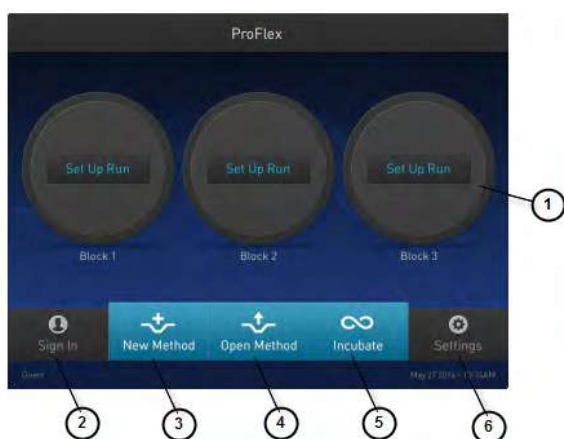 ProFlex
Set Up Run
Set Up Run
Set Up Run
1
Block 1
Block 2
Block 3
Sign In
New Method
Open Method
Incubate
Settings
Guest
2
3
4
5
6